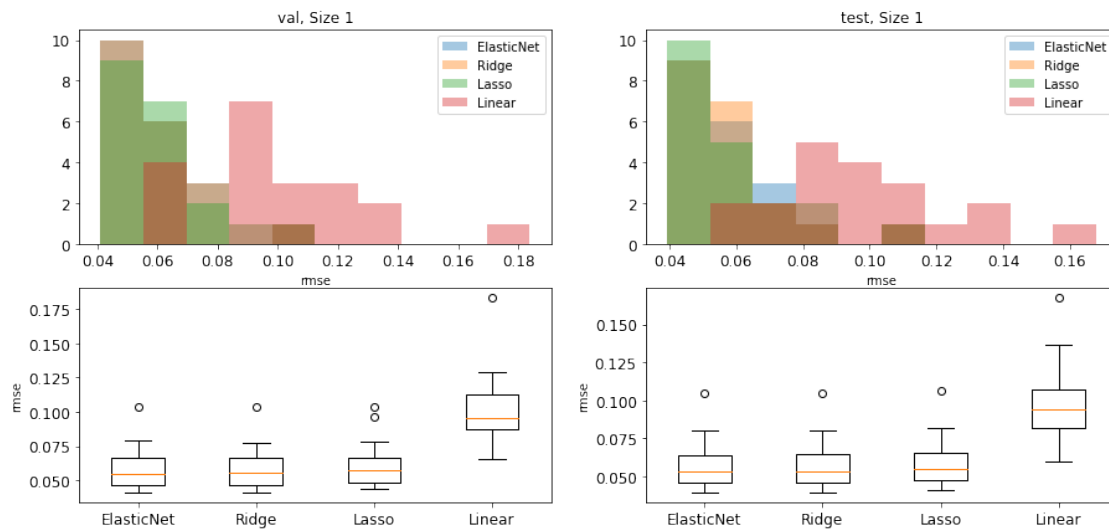 val, Size 1
10
8
6
4
2
0
ElasticNet
Ridge
Lasso
Linear
0.04 0.06 0.08 0.10 0.12 0.14 0.16 0.18
rmse
test, Size 1
10
8
6
4
2
0
ElasticNet
Ridge
Lasso
Linear
0.04 0.06 0.08 0.10 0.12 0.14 0.16
rmse
rmse
0.175
0.150
0.125
0.100
0.075
0.050
ElasticNet Ridge Lasso Linear
rmse
0.150
0.125
0.100
0.075
0.050
ElasticNet Ridge Lasso Linear